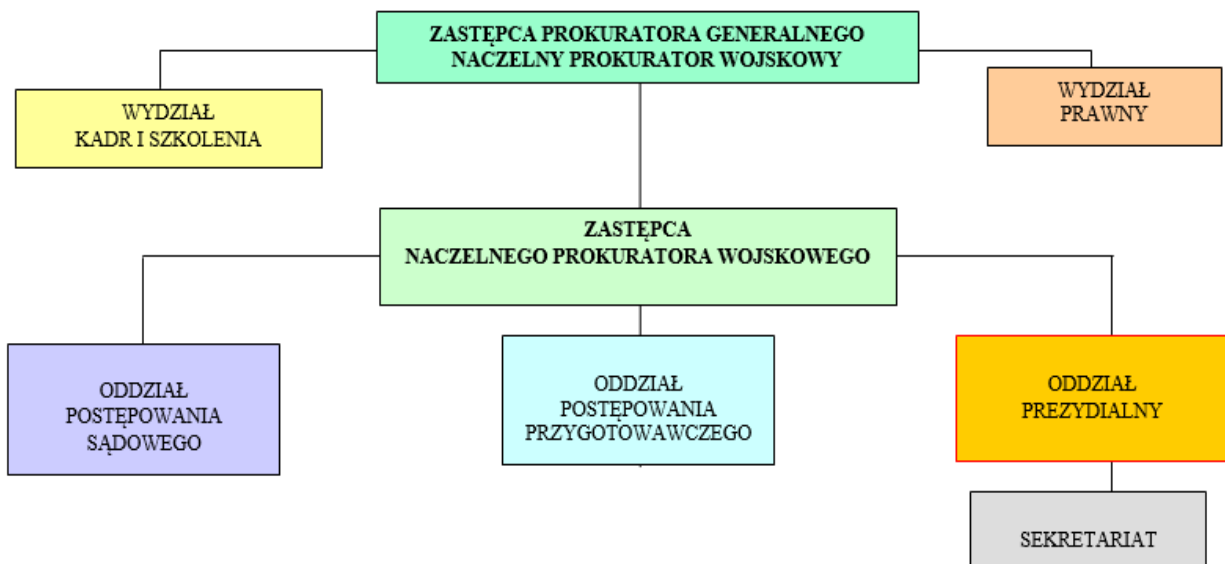 ZASTĘPCA PROKURATORA GENERALNEGO
NACZELNY PROKURATOR WOJSKOWY
WYDZIAŁ
KADR I SZKOLENIA
WYDZIAŁ
PRAWNY
ZASTĘPCA
NACZELNEGO PROKURATORA WOJSKOWEGO
ODDZIAŁ
POSTĘPOWANIA
SĄDOWEGO
ODDZIAŁ
POSTĘPOWANIA
PRZYGOTOWAWCZEGO
ODDZIAŁ
PREZYDIALNY
SEKRETARIAT